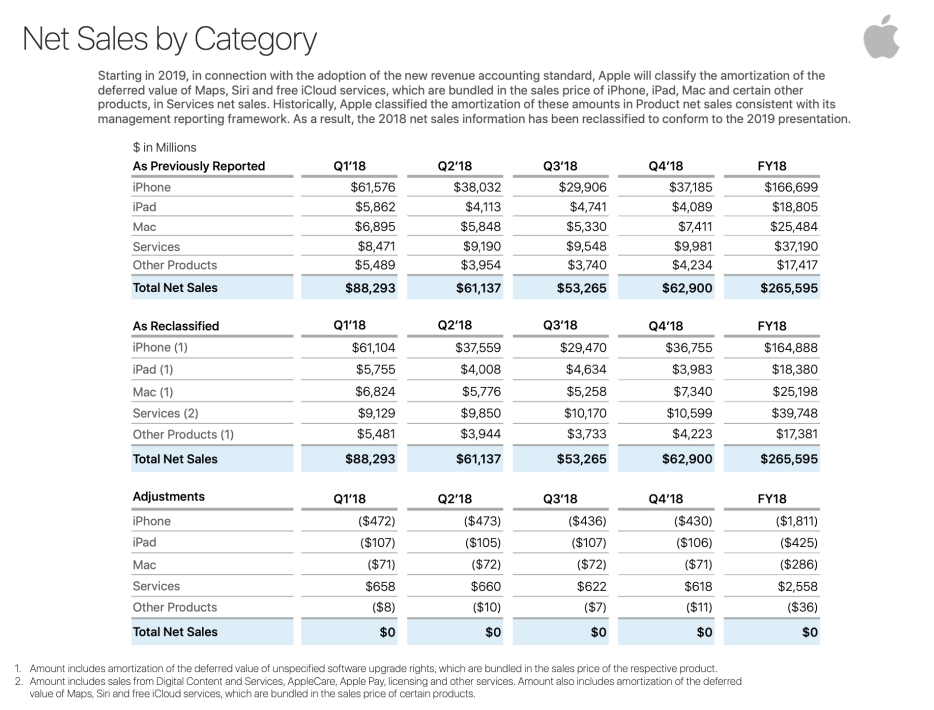 Net Sales by Category
Starting in 2019, in connection with the adoption of the new revenue accounting standard, Apple will classify the amortization of the
deferred value of Maps, Siri and free iCloud services, which are bundled in the sales price of iPhone, iPad, Mac and certain other
products, in Services net sales. Historically, Apple classified the amortization of these amounts in Product net sales consistent with its
management reporting framework. As a result, the 2018 net sales information has been reclassified to conform to the 2019 presentation.
$ in Millions
As Previously Reported Q1'18 Q2'18 Q3'18 Q4'18 FY18
iPhone $61,576 $38,032 $29,906 $37,185 $166,699
iPad $5,862 $4,113 $4,741 $4,089 $18,805
Mac $6,895 $5,848 $5,330 $7,411 $25,484
Services $8,471 $9,190 $9,548 $9,981 $37,190
Other Products $5,489 $3,954 $3,740 $4,234 $17,417
Total Net Sales $88,293 $61,137 $53,265 $62,900 $265,595
As Reclassified Q1'18 Q2'18 Q3'18 Q4'18 FY18
iPhone (1) $61,104 $37,559 $29,470 $36,755 $164,888
iPad (1) $5,755 $4,008 $4,634 $3,983 $18,380
Mac (1) $6,824 $5,776 $5,258 $7,340 $25,198
Services (2) $9,129 $9,850 $10,170 $10,599 $39,748
Other Products (1) $5,481 $3,944 $3,733 $4,223 $17,381
Total Net Sales $88,293 $61,137 $53,265 $62,900 $265,595
Adjustments Q1'18 Q2'18 Q3'18 Q4'18 FY18
iPhone ($472) ($473) ($436) ($430) ($1,811)
iPad ($107) ($105) ($107) ($106) ($425)
Mac ($71) ($72) ($72) ($71) ($286)
Services $658 $660 $622 $618 $2,558
Other Products ($8) ($10) ($7) ($11) ($36)
Total Net Sales $0 $0 $0 $0 $0
1. Amount includes amortization of the deferred value of unspecified software upgrade rights, which are bundled in the sales price of the respective product.
2. Amount includes sales from Digital Content and Services, AppleCare, Apple Pay, licensing and other services. Amount also includes amortization of the deferred
value of Maps, Siri and free iCloud services, which are bundled in the sales price of certain products.